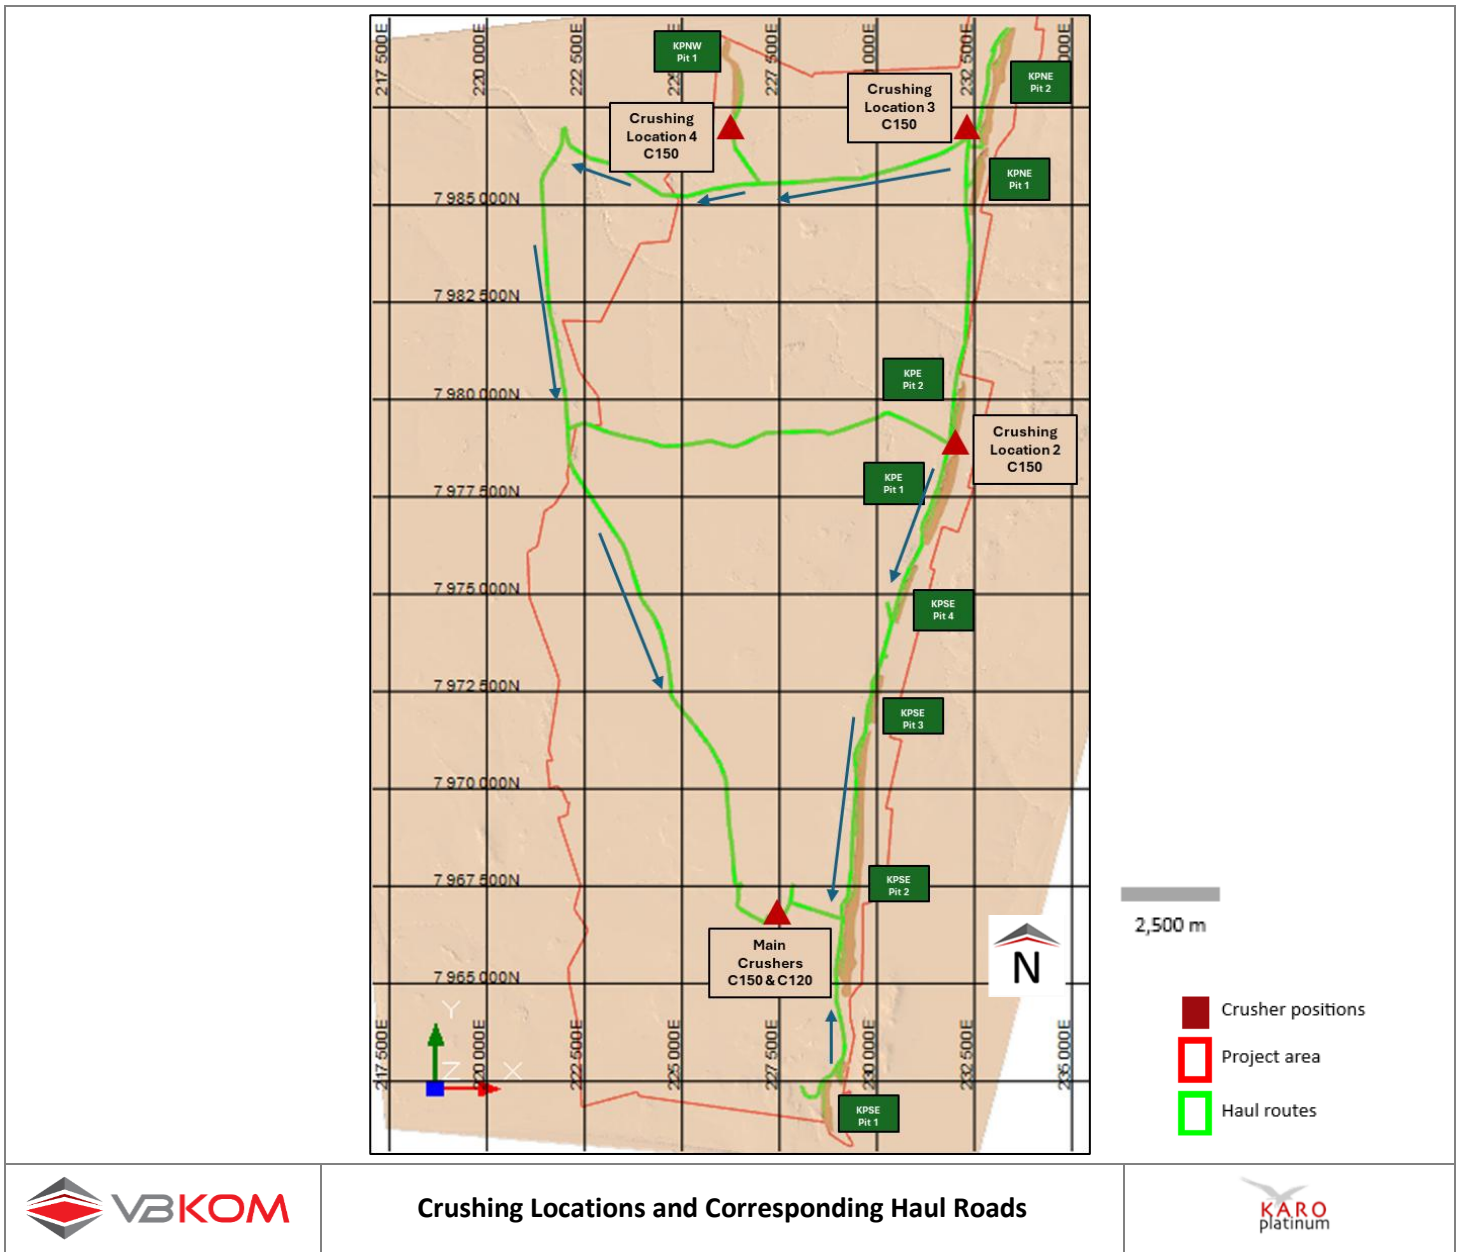 217 500E
220 000E
222 500E
227 500E
232 500E
KPNW
Pit 1
KPNE
Pit 2
Crushing
Location 3
C150
Crushing
Location 4
C150
KPNE
Pit 1
7 985 000N
7 982 500N
KPE
Pit 2
7 980 000N
Crushing
Location 2
C150
KPE
Pit 1
7 977 500N
7 975 000N
KPSE
Pit 4
7 972 500N
KPSE
Pit 3
7 970 000N
7 967 500N
KPSE
Pit 2
2,500 m
Main
Crushers
C150 & C120
N
7 965 000N
Y
Z
X
217 500E
220 000E
222 500E
225 000E
227 500E
230 000E
232 500E
235 000E
KPSE
Pit 1
Crusher positions
Project area
Haul routes
VBKOM
Crushing Locations and Corresponding Haul Roads
KARO
platinum